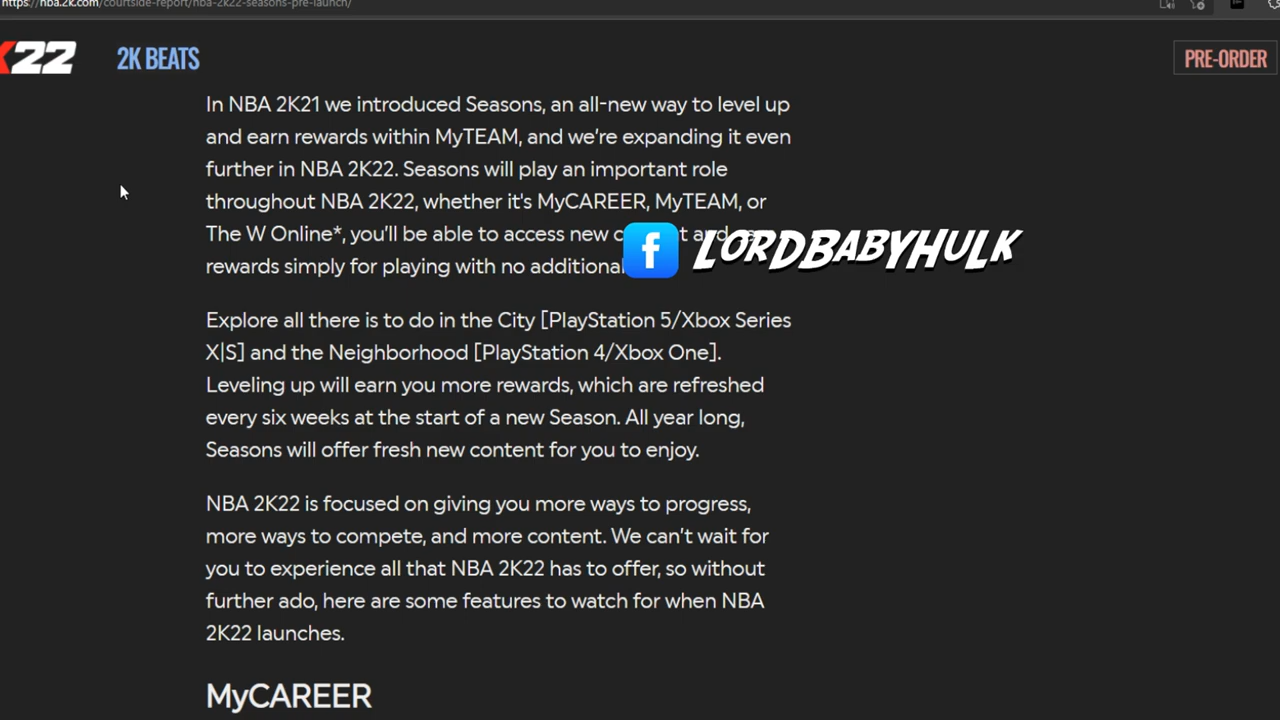 https://nba.2k.com/courtside-report/nba-2k22-seasons-pre-launch/
K22
2K BEATS
PRE-ORDER
In NBA 2K21 we introduced Seasons, an all-new way to level up
and earn rewards within MyTEAM, and we're expanding it even
further in NBA 2K22. Seasons will play an important role
throughout NBA 2K22, whether it's MyCAREER, MyTEAM, or
The W Online*, you'll be able to access new
rewards simply for playing with no additional
f LORDBABYHULK
Explore all there is to do in the City [PlayStation 5/Xbox Series
X|S] and the Neighborhood [PlayStation 4/Xbox One].
Leveling up will earn you more rewards, which are refreshed
every six weeks at the start of a new Season. All year long,
Seasons will offer fresh new content for you to enjoy.
NBA 2K22 is focused on giving you more ways to progress,
more ways to compete, and more content. We can't wait for
you to experience all that NBA 2K22 has to offer, so without
further ado, here are some features to watch for when NBA
2K22 launches.
MyCAREER